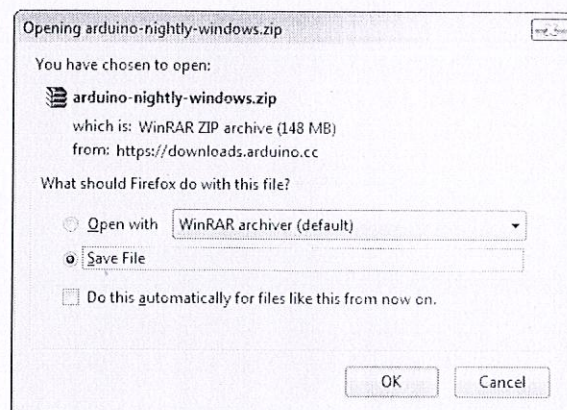 Opening arduino-nightly-windows.zip
You have chosen to open:
arduino-nightly-windows.zip
which is: WinRAR ZIP archive (148 MB)
from: https://downloads.arduino.cc
What should Firefox do with this file?
Open with WinRAR archiver (default)
Save File
Do this automatically for files like this from now on.
OK Cancel